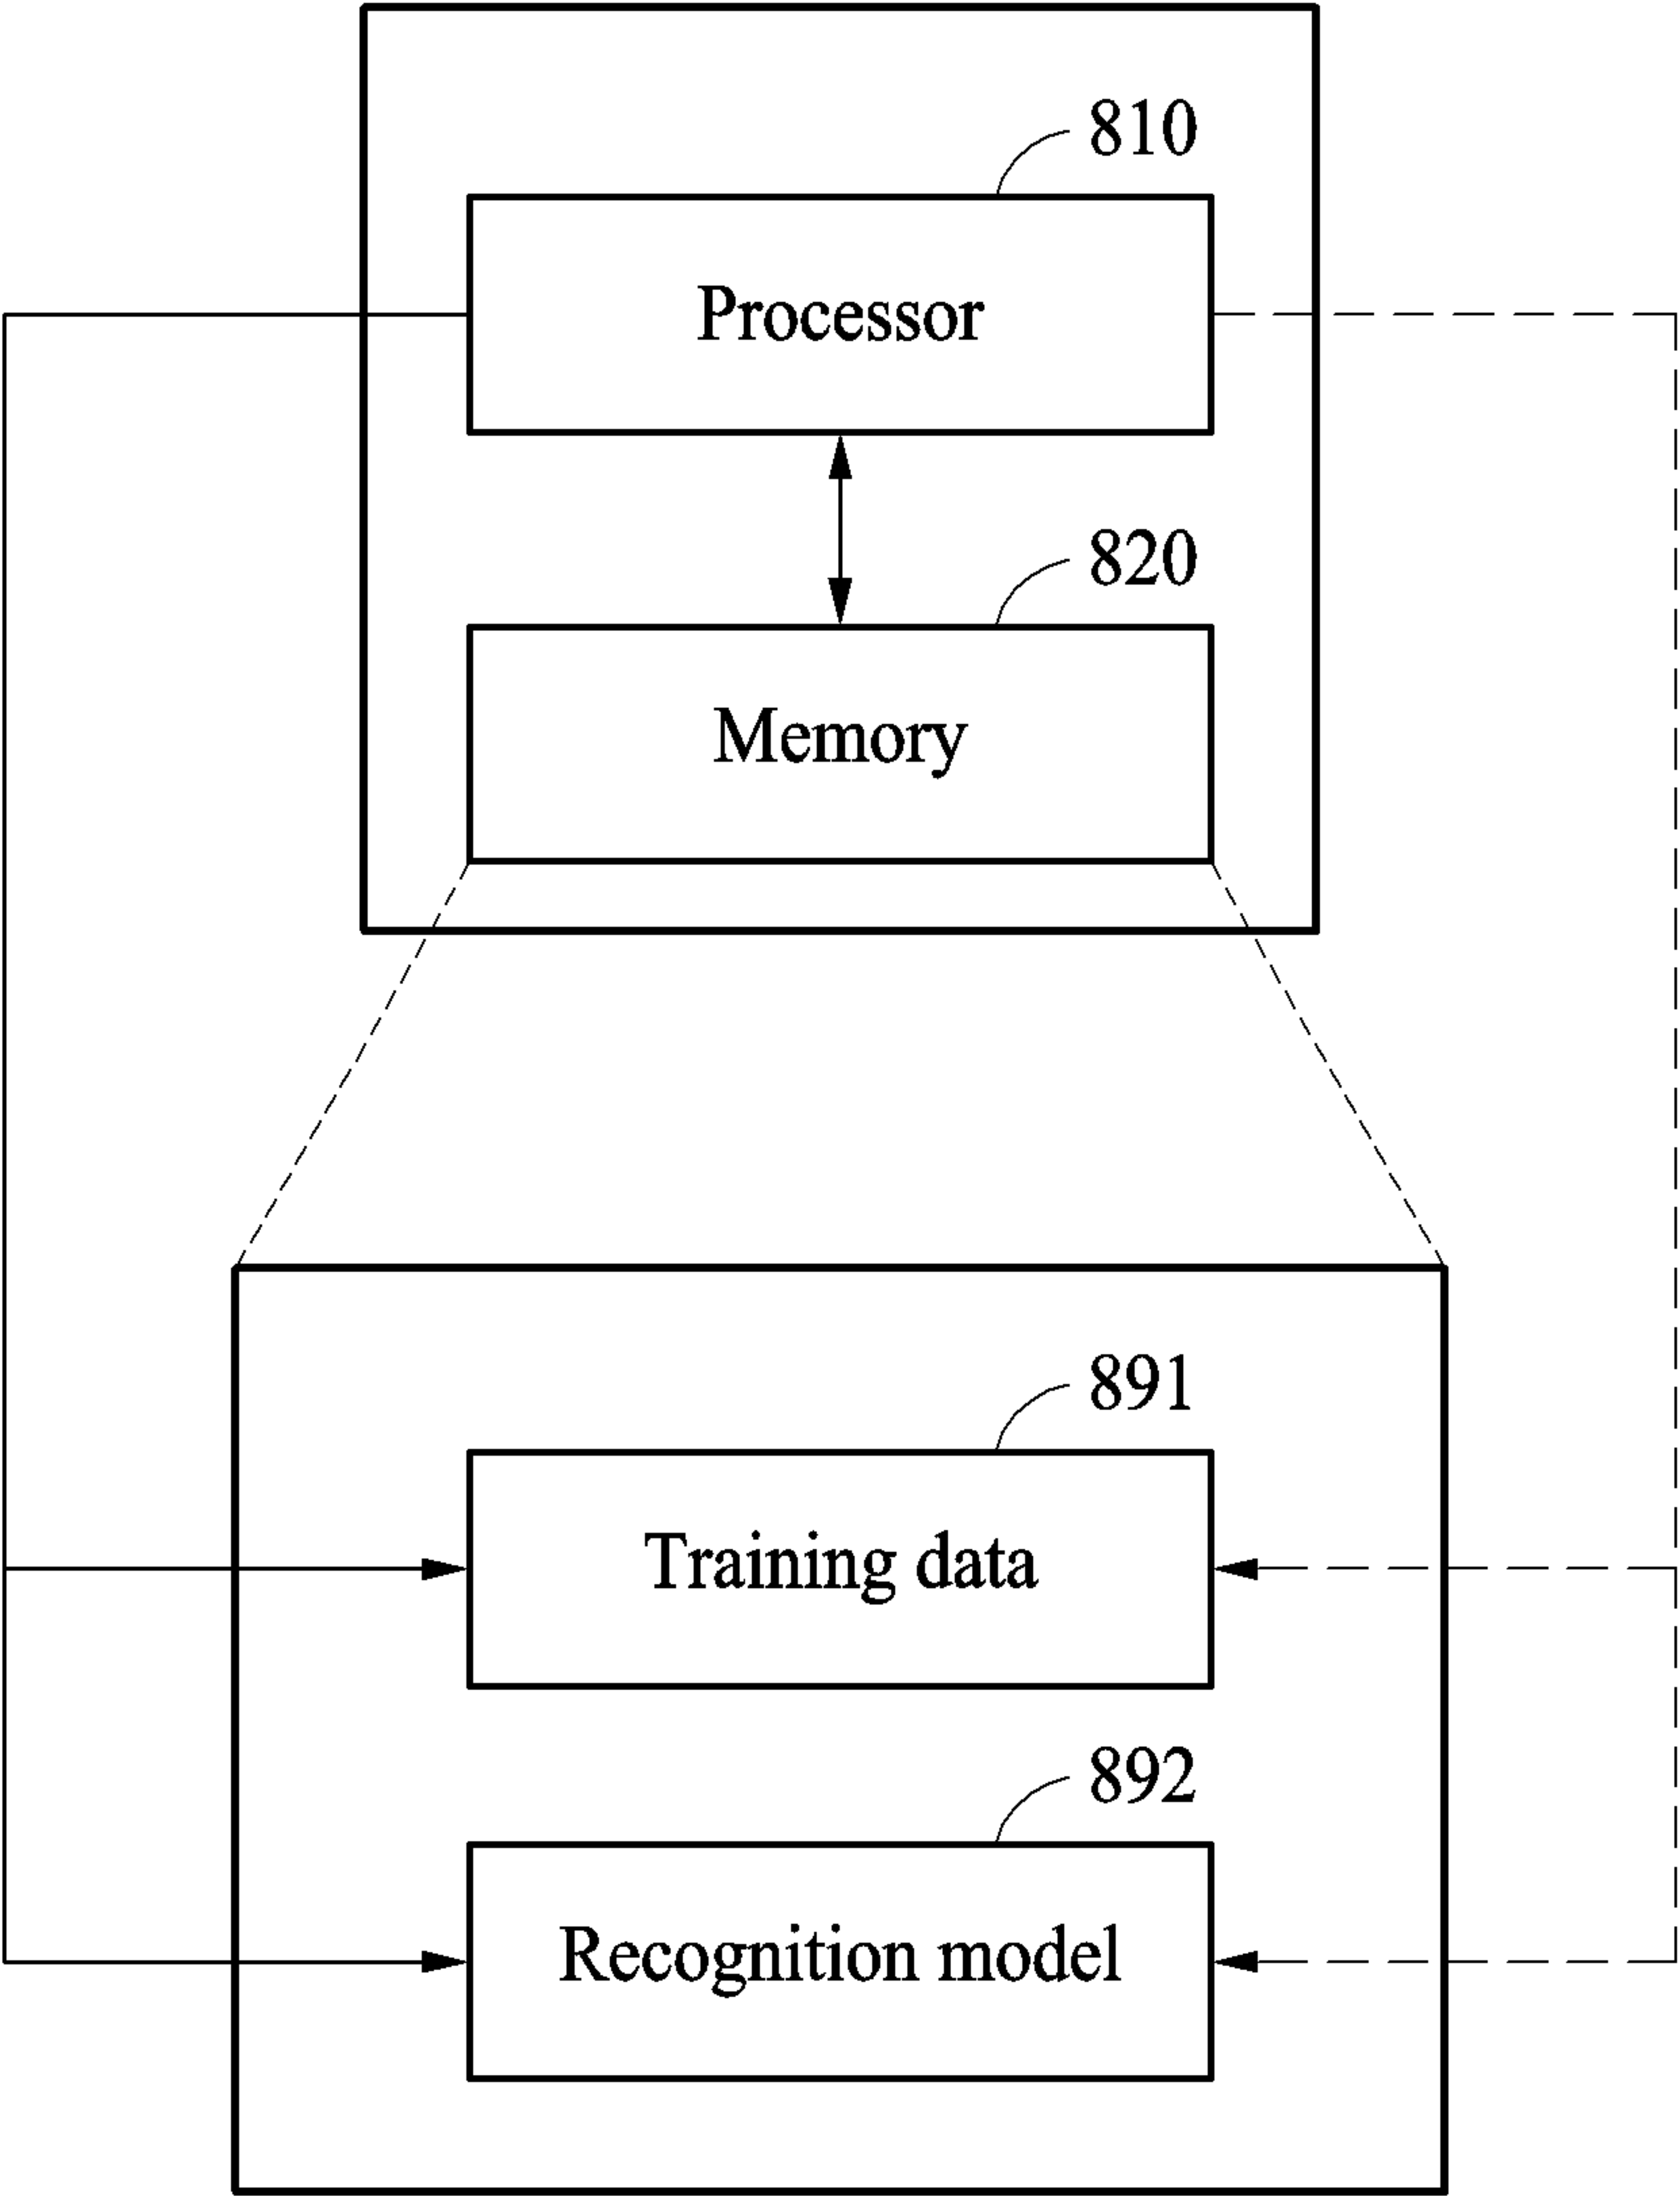 810
Processor
820
Memory
891
Training data
892
Recognition model